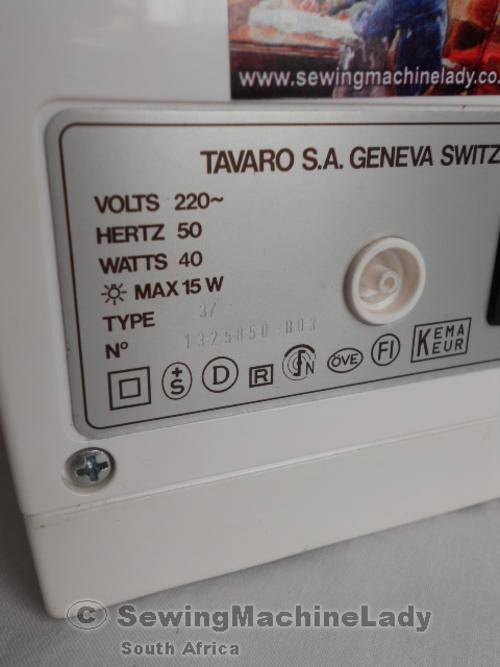 www.sewingmachinelady.co.
TAVARO S.A. GENEVA SWITZ
VOLTS 220~
HERTZ 50
WATTS 40
MAX 15 W
TYPE 37
N° 1325850-B03
+
S D R N ÖVE FI KEMA
KEUR
© SewingMachineLady
South Africa